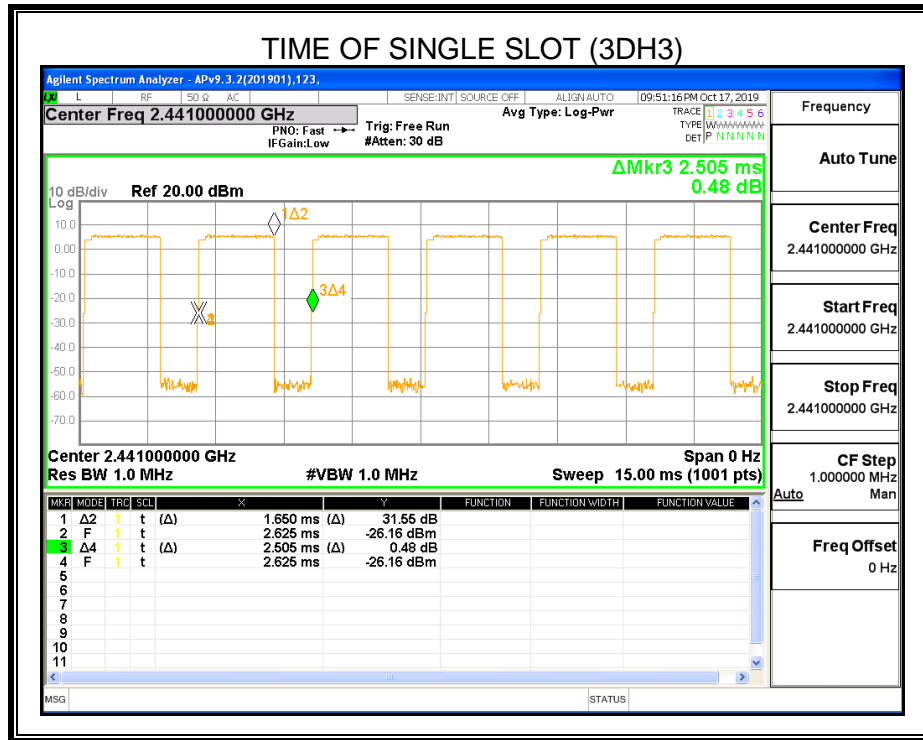 TIME OF SINGLE SLOT (3DH3)
Agilent Spectrum Analyzer - APv9.3.2(201901),123,
LXI L RF 50 Ω AC SENSE:INT SOURCE OFF ALIGN AUTO 09:51:16 PM Oct 17, 2019
Center Freq 2.441000000 GHz
PNO: Fast
IFGain:Low
Trig: Free Run
#Atten: 30 dB
Avg Type: Log-Pwr
TRACE 1 2 3 4 5 6
TYPE WWWWWW
DET P N N N N N
ΔMkr3 2.505 ms
0.48 dB
10 dB/div Ref 20.00 dBm
Log
10.0
0.00
-10.0
-20.0
-30.0
-40.0
-50.0
-60.0
-70.0
1Δ2
3Δ4
2
Center 2.441000000 GHz Span 0 Hz
Res BW 1.0 MHz #VBW 1.0 MHz Sweep 15.00 ms (1001 pts)
MKR MODE TRC SCL X Y FUNCTION FUNCTION WIDTH FUNCTION VALUE
1 Δ2 1 t (Δ) 1.650 ms (Δ) 31.55 dB
2 F 1 t 2.625 ms -26.16 dBm
3 Δ4 1 t (Δ) 2.505 ms (Δ) 0.48 dB
4 F 1 t 2.625 ms -26.16 dBm
5
6
7
8
9
10
11
MSG STATUS
Frequency
Auto Tune
Center Freq
2.441000000 GHz
Start Freq
2.441000000 GHz
Stop Freq
2.441000000 GHz
CF Step
1.000000 MHz
Auto Man
Freq Offset
0 Hz